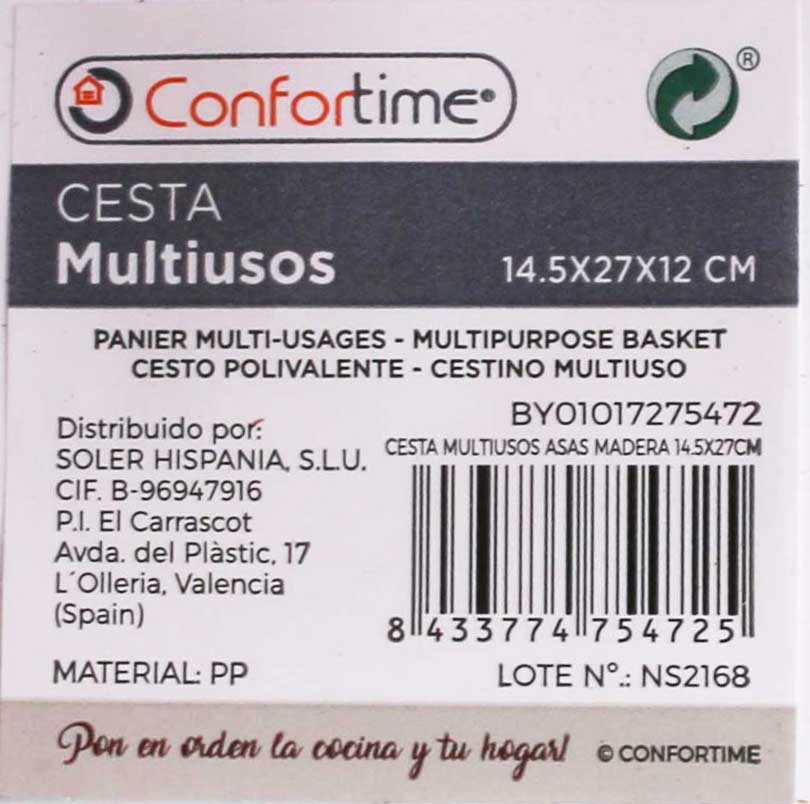 Confortime®
®
CESTA
Multiusos
14.5X27X12 CM
PANIER MULTI-USAGES - MULTIPURPOSE BASKET
CESTO POLIVALENTE - CESTINO MULTIUSO
Distribuido por:
SOLER HISPANIA, S.L.U.
CIF. B-96947916
P.I. El Carrascot
Avda. del Plàstic, 17
L´Olleria, Valencia
(Spain)
BY01017275472
CESTA MULTIUSOS ASAS MADERA 14.5X27CM
8 433774 754725
MATERIAL: PP
LOTE Nº.: NS2168
Pon en orden la cocina y tu hogar!
© CONFORTIME